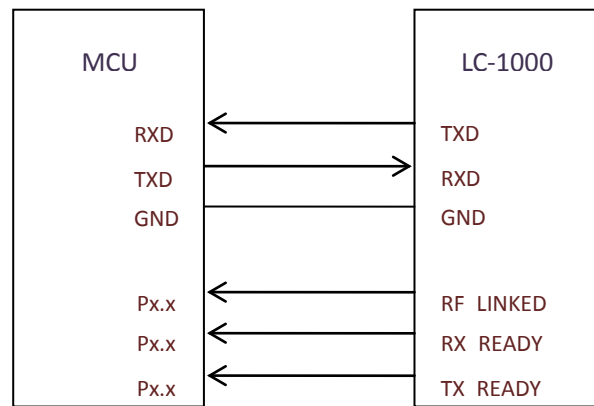 MCU
LC-1000
RXD
TXD
TXD
RXD
GND
GND
Px.x
RF LINKED
Px.x
RX READY
Px.x
TX READY